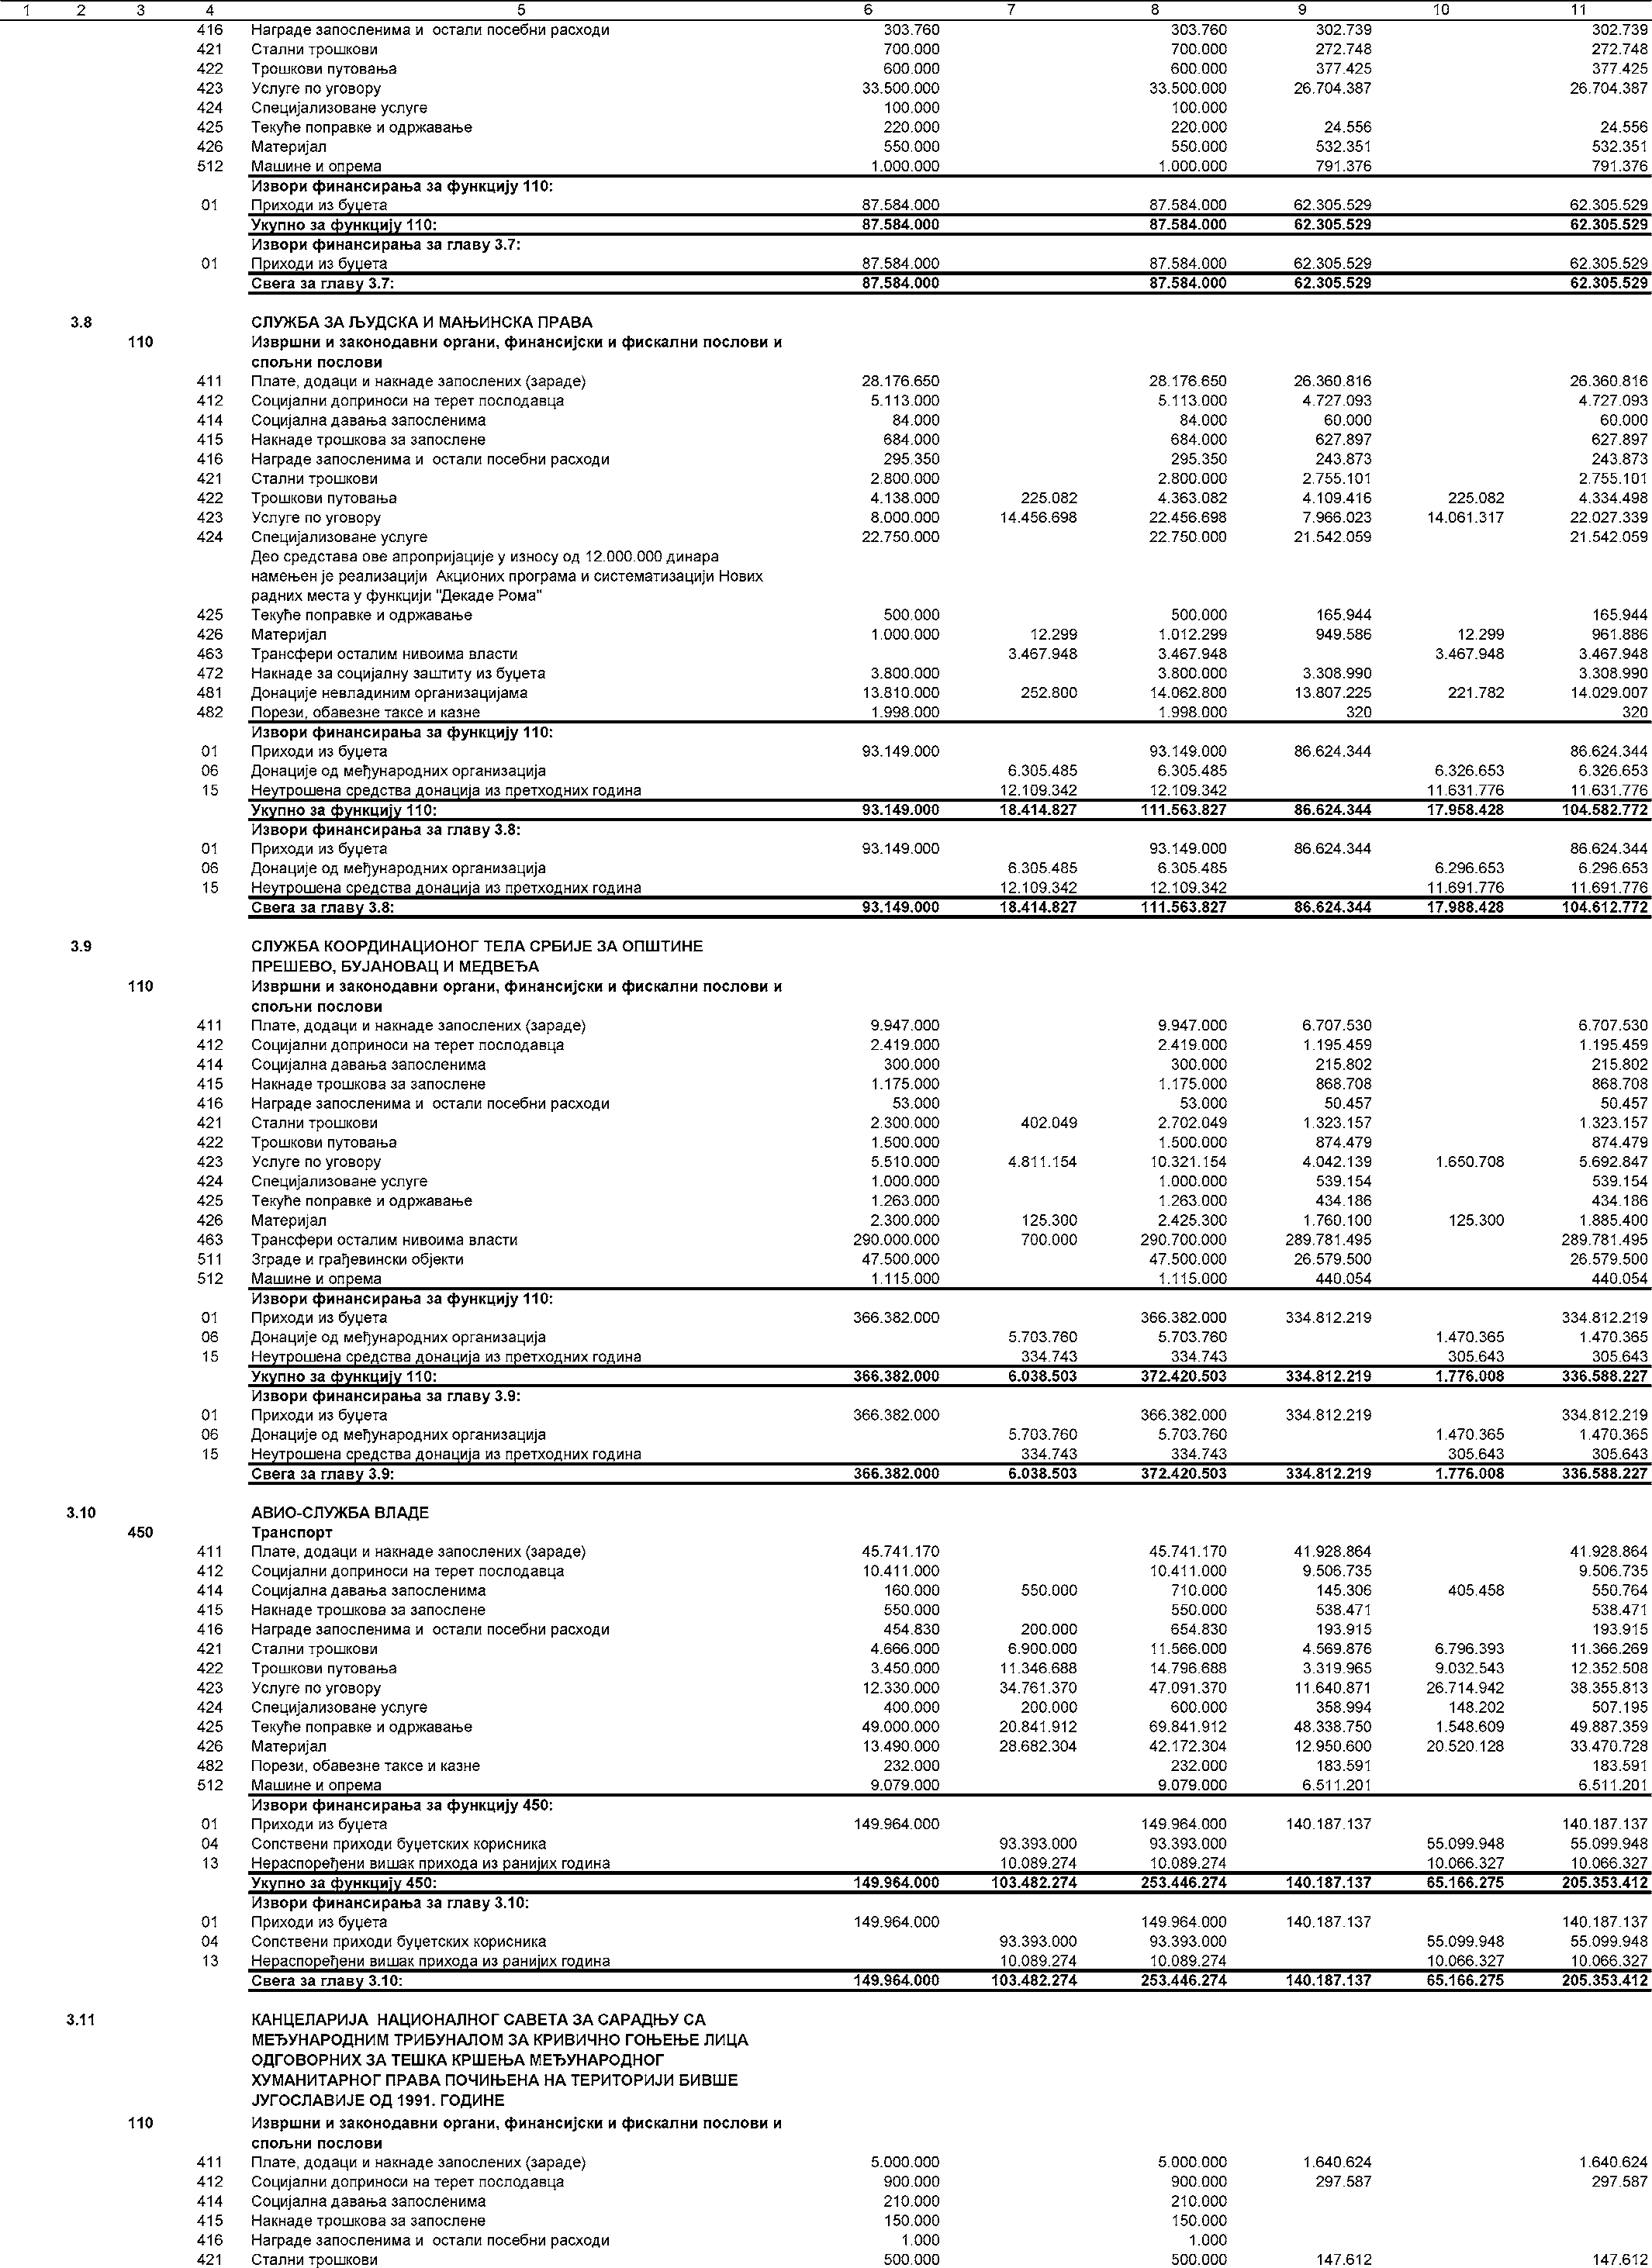 1 2 3 4 5 6 7 8 9 10 11
416 Награде запосленима и остали посебни расходи 303.760 303.760 302.739 302.739
421 Стални трошкови 700.000 700.000 272.748 272.748
422 Трошкови путовања 600.000 600.000 377.425 377.425
423 Услуге по уговору 33.500.000 33.500.000 26.704.387 26.704.387
424 Специјализоване услуге 100.000 100.000
425 Текуће поправке и одржавање 220.000 220.000 24.556 24.556
426 Материјал 550.000 550.000 532.351 532.351
512 Машине и опрема 1.000.000 1.000.000 791.376 791.376
Извори финансирања за функцију 110:
01 Приходи из буџета 87.584.000 87.584.000 62.305.529 62.305.529
Укупно за функцију 110: 87.584.000 87.584.000 62.305.529 62.305.529
Извори финансирања за главу 3.7:
01 Приходи из буџета 87.584.000 87.584.000 62.305.529 62.305.529
Свега за главу 3.7: 87.584.000 87.584.000 62.305.529 62.305.529
3.8 СЛУЖБА ЗА ЉУДСКА И МАЊИНСКА ПРАВА
110 Извршни и законодавни органи, финансијски и фискални послови и
спољни послови
411 Плате, додаци и накнаде запослених (зараде) 28.176.650 28.176.650 26.360.816 26.360.816
412 Социјални доприноси на терет послодавца 5.113.000 5.113.000 4.727.093 4.727.093
414 Социјална давања запосленима 84.000 84.000 60.000 60.000
415 Накнаде трошкова за запослене 684.000 684.000 627.897 627.897
416 Награде запосленима и остали посебни расходи 295.350 295.350 243.873 243.873
421 Стални трошкови 2.800.000 2.800.000 2.755.101 2.755.101
422 Трошкови путовања 4.138.000 225.082 4.363.082 4.109.416 225.082 4.334.498
423 Услуге по уговору 8.000.000 14.456.698 22.456.698 7.966.023 14.061.317 22.027.339
424 Специјализоване услуге 22.750.000 22.750.000 21.542.059 21.542.059
Део средстава ове апропријације у износу од 12.000.000 динара
намењен је реализацији Акционих програма и систематизацији Нових
радних места у функцији "Декаде Рома"
425 Текуће поправке и одржавање 500.000 500.000 165.944 165.944
426 Материјал 1.000.000 12.299 1.012.299 949.586 12.299 961.886
463 Трансфери осталим нивоима власти 3.467.948 3.467.948 3.467.948 3.467.948
472 Накнаде за социјалну заштиту из буџета 3.800.000 3.800.000 3.308.990 3.308.990
481 Донације невладиним организацијама 13.810.000 252.800 14.062.800 13.807.225 221.782 14.029.007
482 Порези, обавезне таксе и казне 1.998.000 1.998.000 320 320
Извори финансирања за функцију 110:
01 Приходи из буџета 93.149.000 93.149.000 86.624.344 86.624.344
06 Донације од међународних организација 6.305.485 6.305.485 6.326.653 6.326.653
15 Неутрошена средства донација из претходних година 12.109.342 12.109.342 11.631.776 11.631.776
Укупно за функцију 110: 93.149.000 18.414.827 111.563.827 86.624.344 17.958.428 104.582.772
Извори финансирања за главу 3.8:
01 Приходи из буџета 93.149.000 93.149.000 86.624.344 86.624.344
06 Донације од међународних организација 6.305.485 6.305.485 6.296.653 6.296.653
15 Неутрошена средства донација из претходних година 12.109.342 12.109.342 11.691.776 11.691.776
Свега за главу 3.8: 93.149.000 18.414.827 111.563.827 86.624.344 17.988.428 104.612.772
3.9 СЛУЖБА КООРДИНАЦИОНОГ ТЕЛА СРБИЈЕ ЗА ОПШТИНЕ
ПРЕШЕВО, БУЈАНОВАЦ И МЕДВЕЂА
110 Извршни и законодавни органи, финансијски и фискални послови и
спољни послови
411 Плате, додаци и накнаде запослених (зараде) 9.947.000 9.947.000 6.707.530 6.707.530
412 Социјални доприноси на терет послодавца 2.419.000 2.419.000 1.195.459 1.195.459
414 Социјална давања запосленима 300.000 300.000 215.802 215.802
415 Накнаде трошкова за запослене 1.175.000 1.175.000 868.708 868.708
416 Награде запосленима и остали посебни расходи 53.000 53.000 50.457 50.457
421 Стални трошкови 2.300.000 402.049 2.702.049 1.323.157 1.323.157
422 Трошкови путовања 1.500.000 1.500.000 874.479 874.479
423 Услуге по уговору 5.510.000 4.811.154 10.321.154 4.042.139 1.650.708 5.692.847
424 Специјализоване услуге 1.000.000 1.000.000 539.154 539.154
425 Текуће поправке и одржавање 1.263.000 1.263.000 434.186 434.186
426 Материјал 2.300.000 125.300 2.425.300 1.760.100 125.300 1.885.400
463 Трансфери осталим нивоима власти 290.000.000 700.000 290.700.000 289.781.495 289.781.495
511 Зграде и грађевински објекти 47.500.000 47.500.000 26.579.500 26.579.500
512 Машине и опрема 1.115.000 1.115.000 440.054 440.054
Извори финансирања за функцију 110:
01 Приходи из буџета 366.382.000 366.382.000 334.812.219 334.812.219
06 Донације од међународних организација 5.703.760 5.703.760 1.470.365 1.470.365
15 Неутрошена средства донација из претходних година 334.743 334.743 305.643 305.643
Укупно за функцију 110: 366.382.000 6.038.503 372.420.503 334.812.219 1.776.008 336.588.227
Извори финансирања за главу 3.9:
01 Приходи из буџета 366.382.000 366.382.000 334.812.219 334.812.219
06 Донације од међународних организација 5.703.760 5.703.760 1.470.365 1.470.365
15 Неутрошена средства донација из претходних година 334.743 334.743 305.643 305.643
Свега за главу 3.9: 366.382.000 6.038.503 372.420.503 334.812.219 1.776.008 336.588.227
3.10 АВИО-СЛУЖБА ВЛАДЕ
450 Транспорт
411 Плате, додаци и накнаде запослених (зараде) 45.741.170 45.741.170 41.928.864 41.928.864
412 Социјални доприноси на терет послодавца 10.411.000 10.411.000 9.506.735 9.506.735
414 Социјална давања запосленима 160.000 550.000 710.000 145.306 405.458 550.764
415 Накнаде трошкова за запослене 550.000 550.000 538.471 538.471
416 Награде запосленима и остали посебни расходи 454.830 200.000 654.830 193.915 193.915
421 Стални трошкови 4.666.000 6.900.000 11.566.000 4.569.876 6.796.393 11.366.269
422 Трошкови путовања 3.450.000 11.346.688 14.796.688 3.319.965 9.032.543 12.352.508
423 Услуге по уговору 12.330.000 34.761.370 47.091.370 11.640.871 26.714.942 38.355.813
424 Специјализоване услуге 400.000 200.000 600.000 358.994 148.202 507.195
425 Текуће поправке и одржавање 49.000.000 20.841.912 69.841.912 48.338.750 1.548.609 49.887.359
426 Материјал 13.490.000 28.682.304 42.172.304 12.950.600 20.520.128 33.470.728
482 Порези, обавезне таксе и казне 232.000 232.000 183.591 183.591
512 Машине и опрема 9.079.000 9.079.000 6.511.201 6.511.201
Извори финансирања за функцију 450:
01 Приходи из буџета 149.964.000 149.964.000 140.187.137 140.187.137
04 Сопствени приходи буџетских корисника 93.393.000 93.393.000 55.099.948 55.099.948
13 Нераспоређени вишак прихода из ранијих година 10.089.274 10.089.274 10.066.327 10.066.327
Укупно за функцију 450: 149.964.000 103.482.274 253.446.274 140.187.137 65.166.275 205.353.412
Извори финансирања за главу 3.10:
01 Приходи из буџета 149.964.000 149.964.000 140.187.137 140.187.137
04 Сопствени приходи буџетских корисника 93.393.000 93.393.000 55.099.948 55.099.948
13 Нераспоређени вишак прихода из ранијих година 10.089.274 10.089.274 10.066.327 10.066.327
Свега за главу 3.10: 149.964.000 103.482.274 253.446.274 140.187.137 65.166.275 205.353.412
3.11 КАНЦЕЛАРИЈА НАЦИОНАЛНОГ САВЕТА ЗА САРАДЊУ СА
МЕЂУНАРОДНИМ ТРИБУНАЛОМ ЗА КРИВИЧНО ГОЊЕЊЕ ЛИЦА
ОДГОВОРНИХ ЗА ТЕШКА КРШЕЊА МЕЂУНАРОДНОГ
ХУМАНИТАРНОГ ПРАВА ПОЧИЊЕНА НА ТЕРИТОРИЈИ БИВШЕ
ЈУГОСЛАВИЈЕ ОД 1991. ГОДИНЕ
110 Извршни и законодавни органи, финансијски и фискални послови и
спољни послови
411 Плате, додаци и накнаде запослених (зараде) 5.000.000 5.000.000 1.640.624 1.640.624
412 Социјални доприноси на терет послодавца 900.000 900.000 297.587 297.587
414 Социјална давања запосленима 210.000 210.000
415 Накнаде трошкова за запослене 150.000 150.000
416 Награде запосленима и остали посебни расходи 1.000 1.000
421 Стални трошкови 500.000 500.000 147.612 147.612